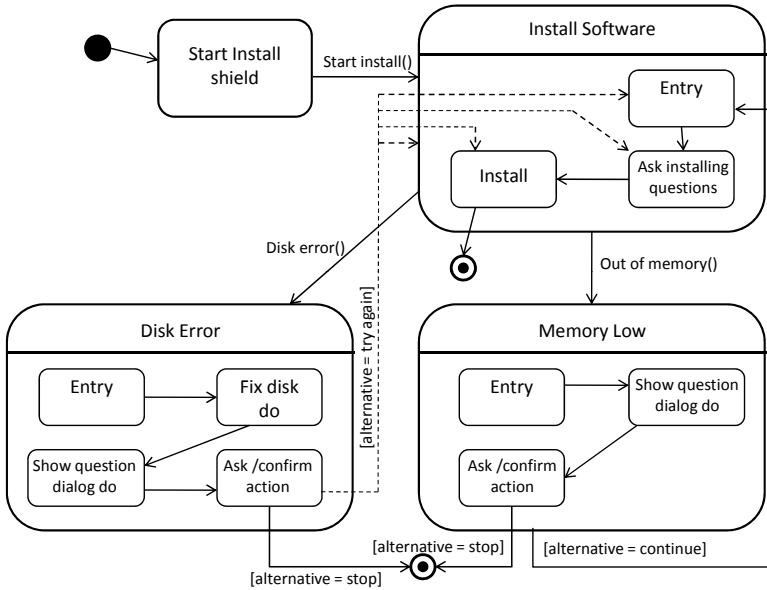 Start Install
shield
Start install()
Install Software
Entry
Ask installing
questions
Install
Disk error()
Out of memory()
Disk Error
Entry
Fix disk
do
Show question
dialog do
Ask /confirm
action
[alternative = try again]
Memory Low
Entry
Show question
dialog do
Ask /confirm
action
[alternative = stop]
[alternative = stop]
[alternative = continue]